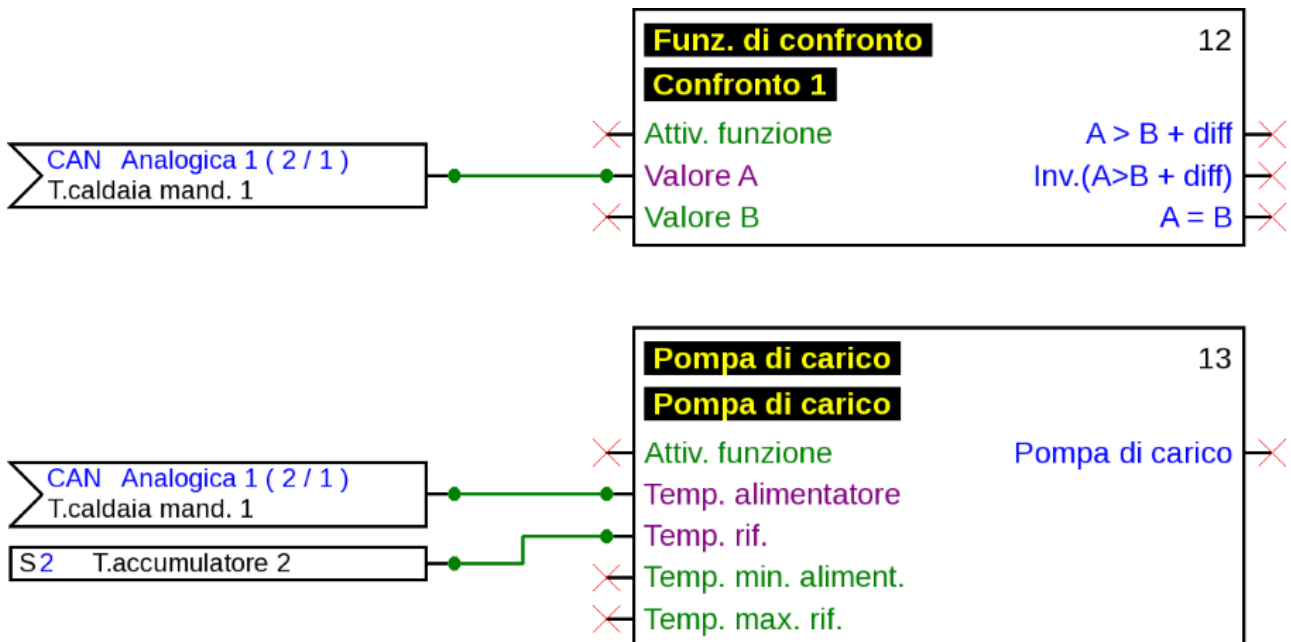 Funz. di confronto 12
Confronto 1
Attiv. funzione A > B + diff
CAN Analogica 1 ( 2 / 1 )
T.caldaia mand. 1
Valore A Inv.(A>B + diff)
Valore B A = B
Pompa di carico 13
Pompa di carico
Attiv. funzione Pompa di carico
CAN Analogica 1 ( 2 / 1 )
T.caldaia mand. 1
Temp. alimentatore
Temp. rif.
S2 T.accumulatore 2
Temp. min. aliment.
Temp. max. rif.